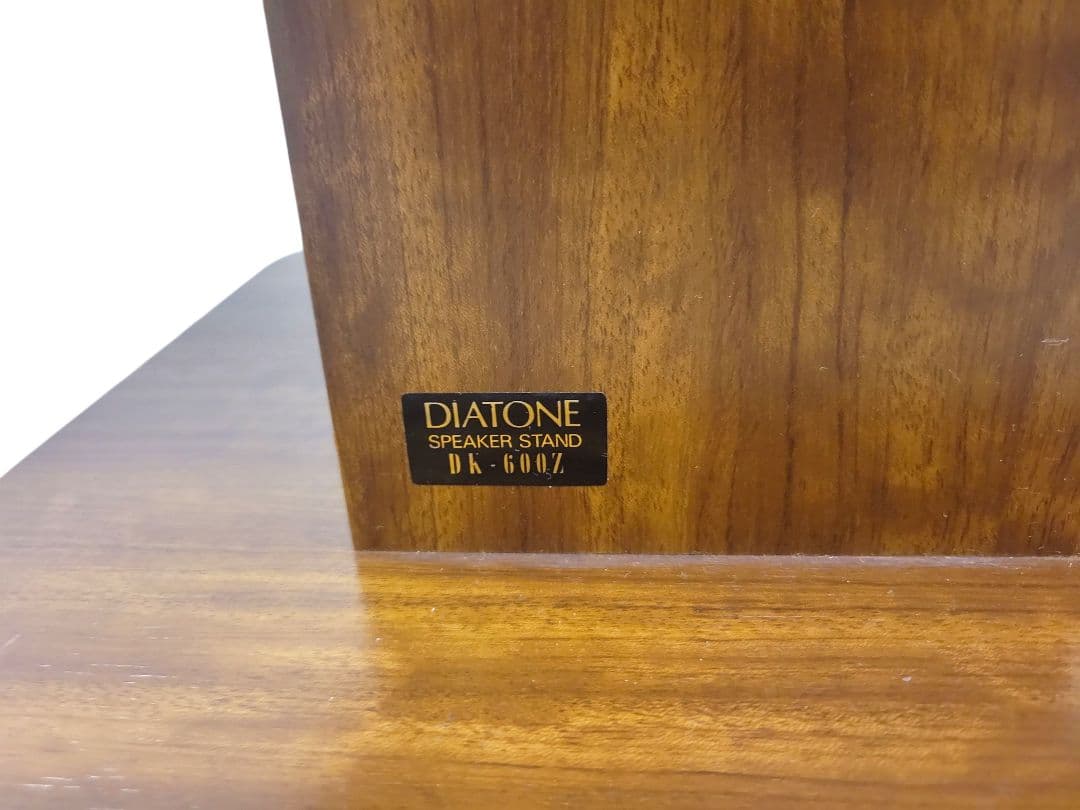 DIATONE
SPEAKER STAND
DK-600Z